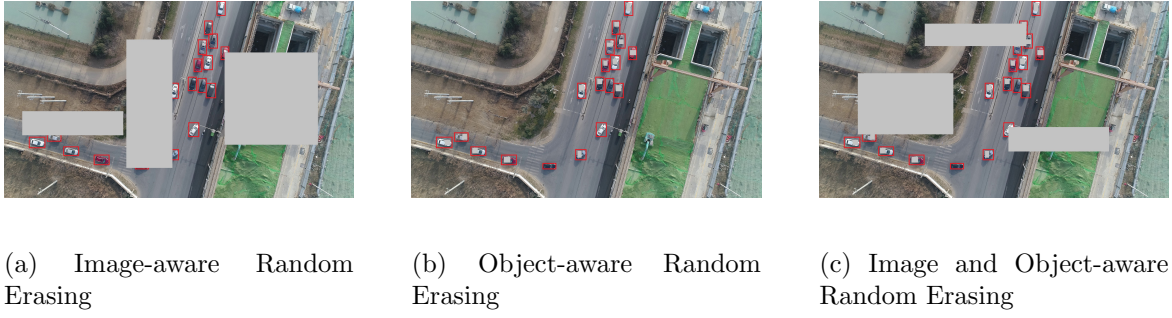 (a) Image-aware Random Erasing
(b) Object-aware Random Erasing
(c) Image and Object-aware Random Erasing